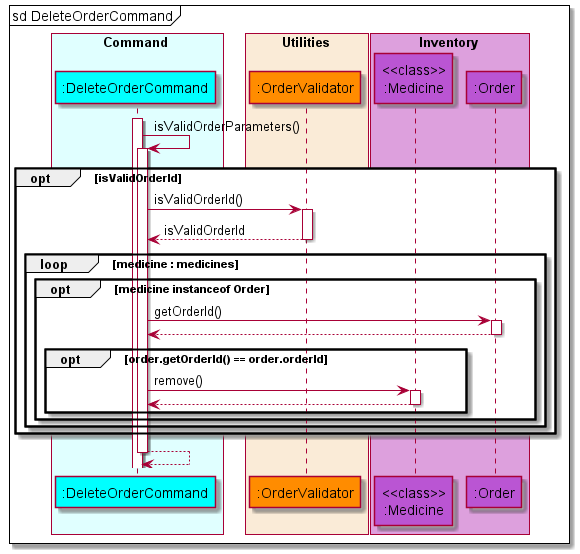 sd DeleteOrderCommand
Command
Utilities
Inventory
:DeleteOrderCommand
:OrderValidator
<<class>>
:Medicine
:Order
isValidOrderParameters()
opt
[isValidOrderId]
isValidOrderId()
isValidOrderId
loop
[medicine : medicines]
opt
[medicine instanceof Order]
getOrderId()
opt
[order.getOrderId() == order.orderId]
remove()
:DeleteOrderCommand
:OrderValidator
<<class>>
:Medicine
:Order